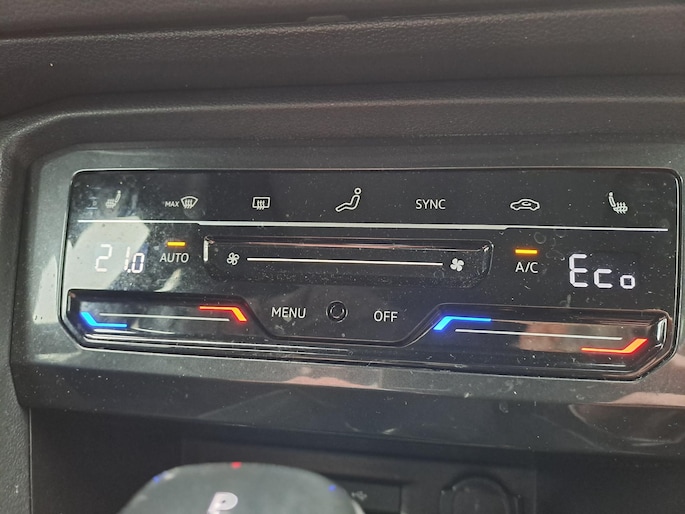 MAX SYNC
21.0 AUTO A/C Eco
MENU OFF
P